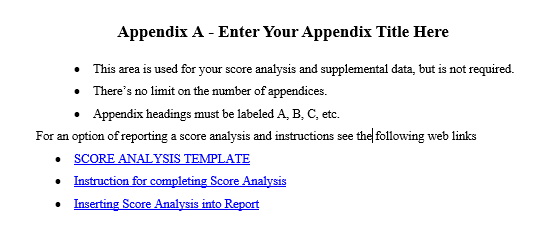 Appendix A - Enter Your Appendix Title Here
• This area is used for your score analysis and supplemental data, but is not required.
• There's no limit on the number of appendices.
• Appendix headings must be labeled A, B, C, etc.
For an option of reporting a score analysis and instructions see the following web links
• SCORE ANALYSIS TEMPLATE
• Instruction for completing Score Analysis
• Inserting Score Analysis into Report